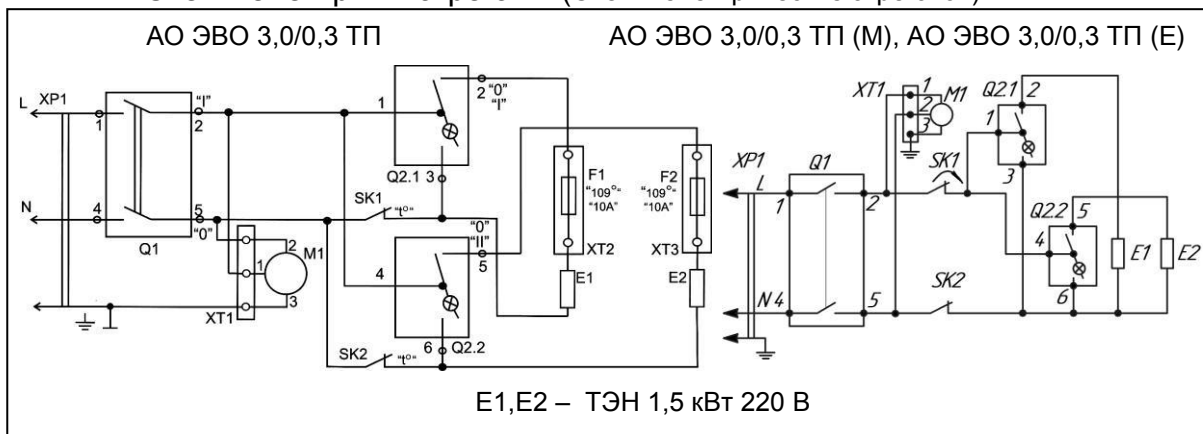 АО ЭВО 3,0/0,3 ТП
АО ЭВО 3,0/0,3 ТП (М), АО ЭВО 3,0/0,3 ТП (Е)
L XP1
1
"I"
2
N
4
5
"0"
Q1
XT1
1
2
3
M1
1
2 "0"
"I"
Q2.1 3
SK1
"t°"
4
"0"
"II"
5
6 Q2.2
SK2
"t°"
F1
"109°"
"10A"
XT2
E1
F2
"109°"
"10A"
XT3
E2
XT1
1
2
3
M1
XP1
L
1
Q1
2
N 4
5
SK1
SK2
Q2.1
1
2
3
Q2.2
4
5
6
E1
E2
E1,E2 – ТЭН 1,5 кВт 220 В